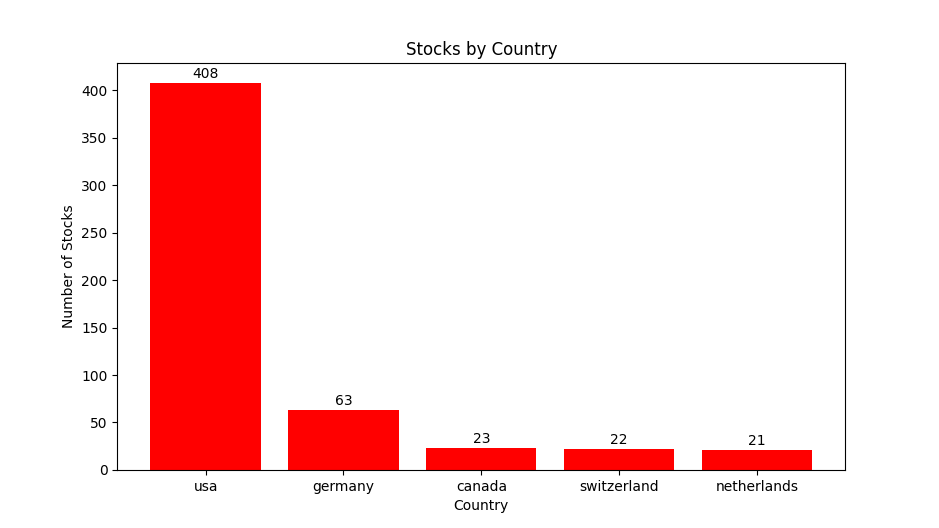 Stocks by Country
408
63
23
22
21
400
350
300
250
200
150
100
50
0
Number of Stocks
usa
germany
canada
switzerland
netherlands
Country